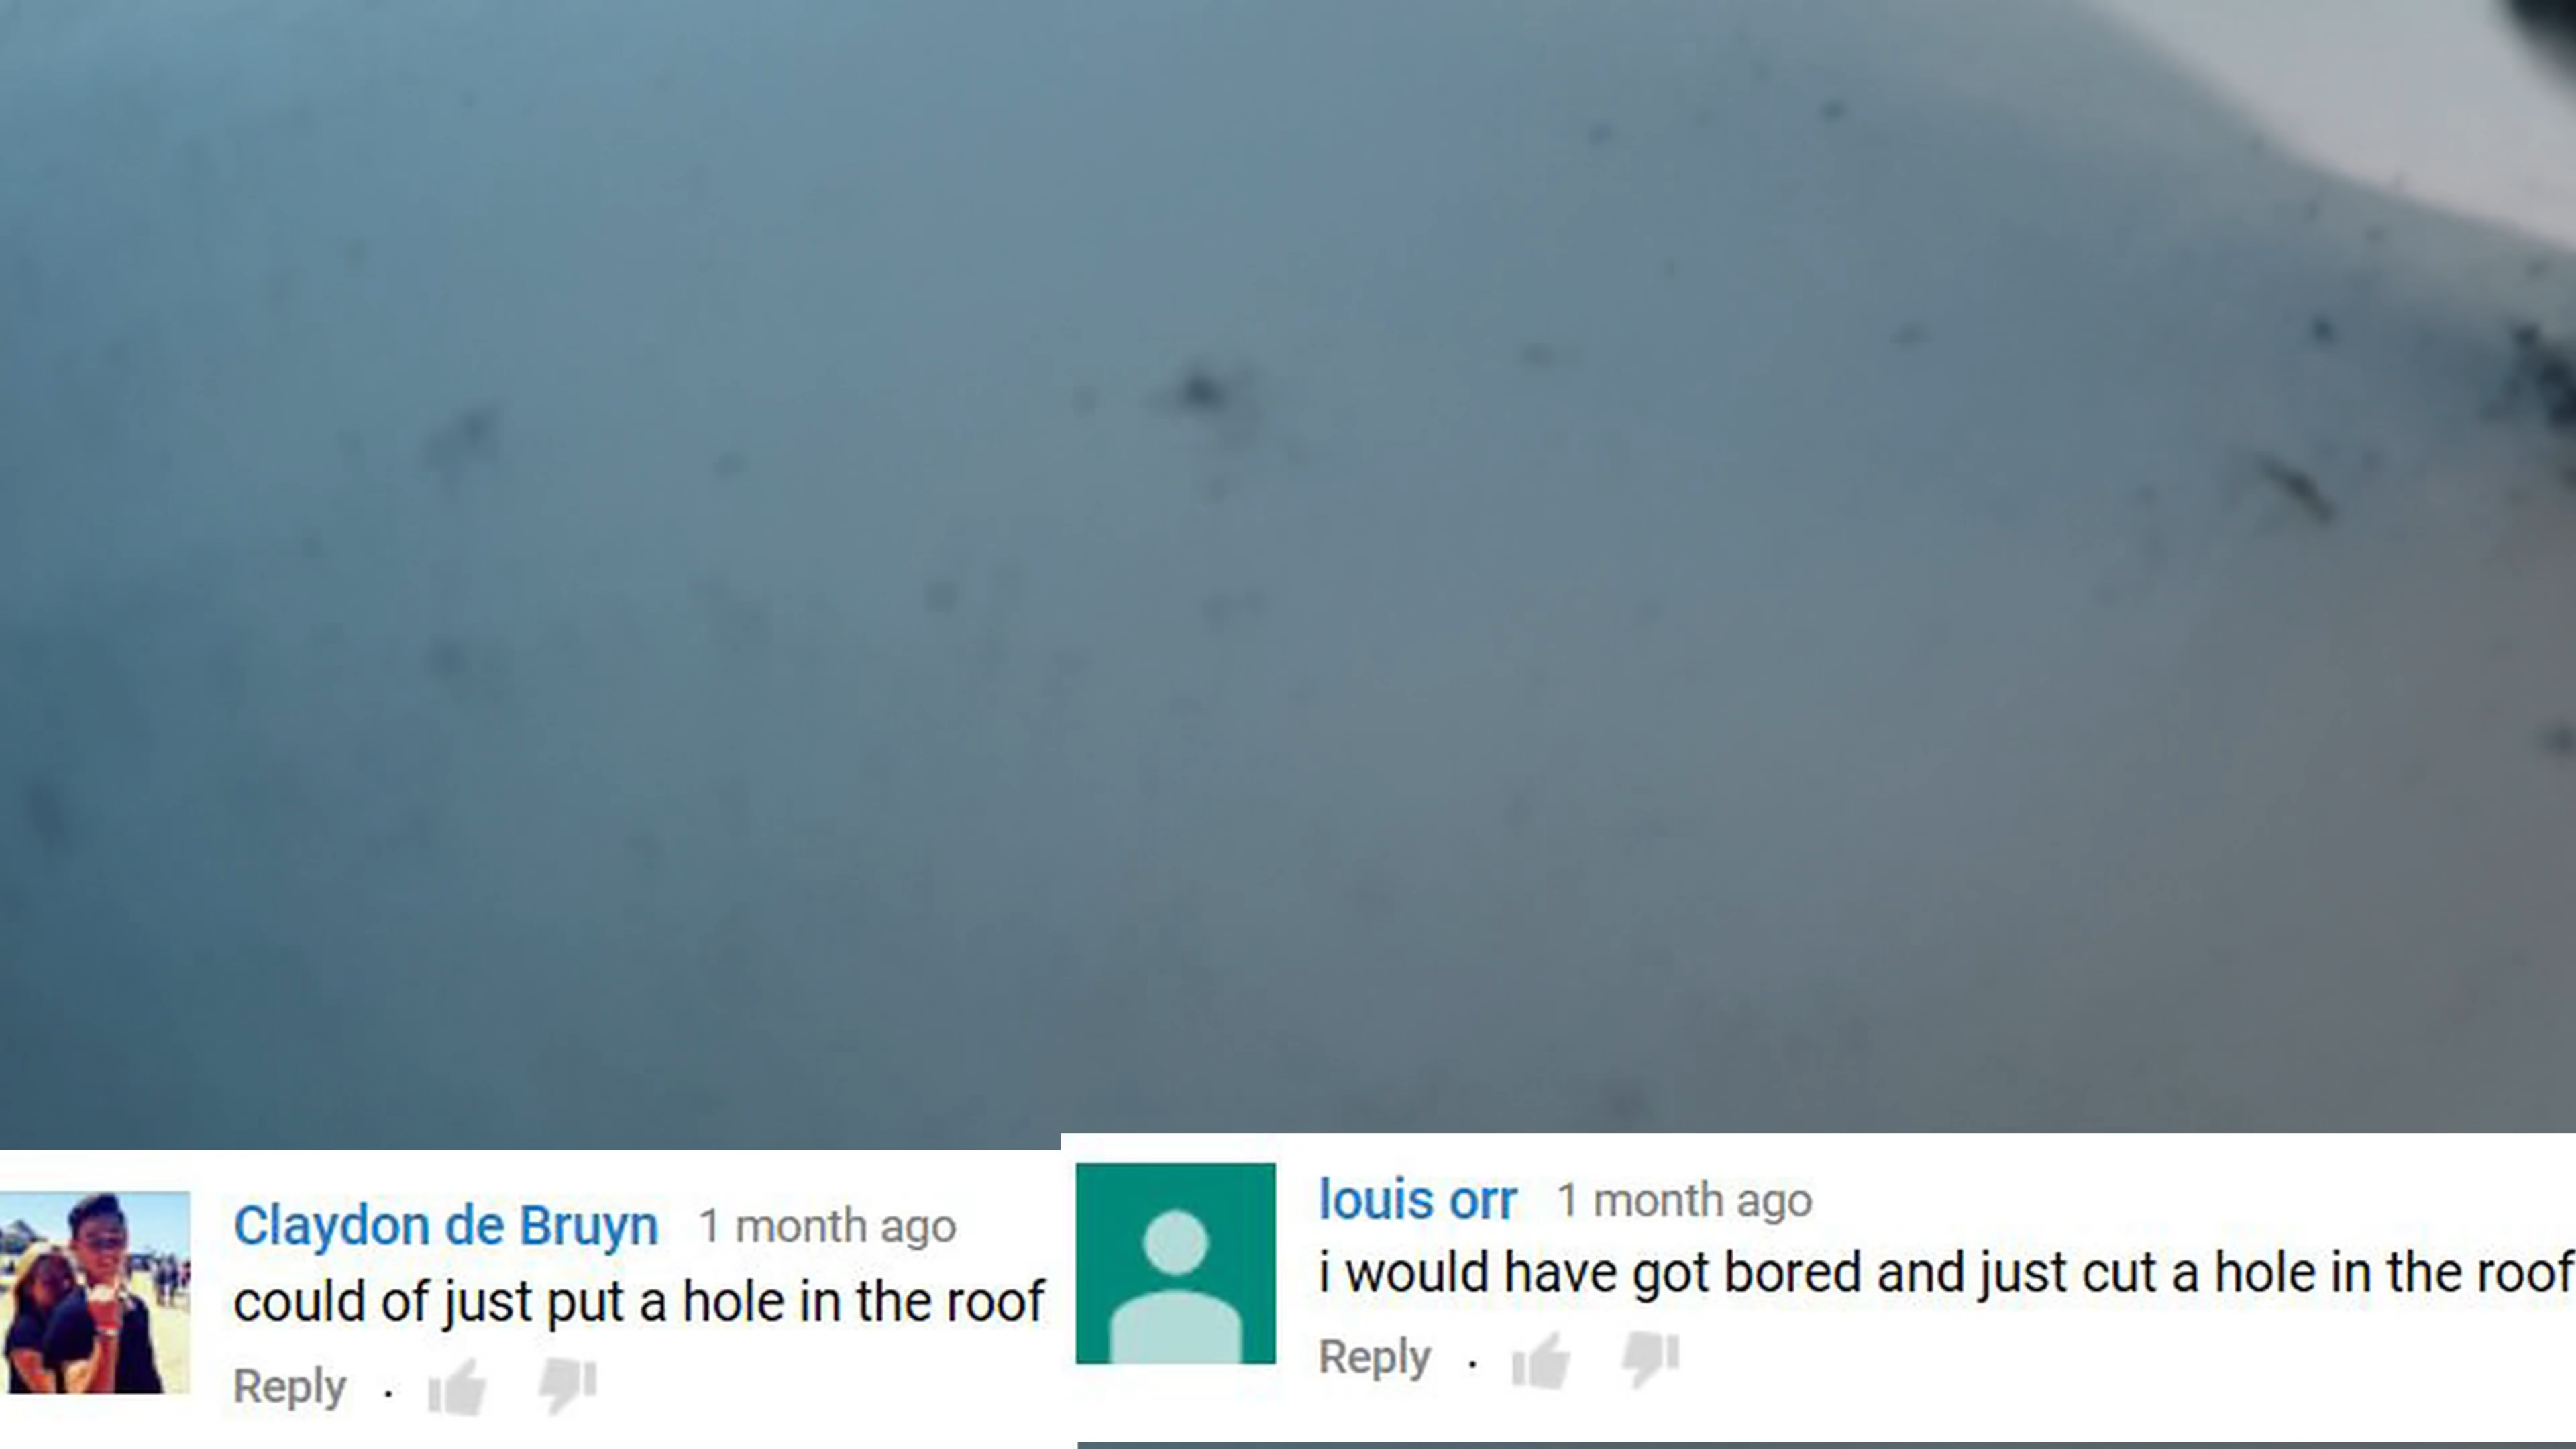 Claydon de Bruyn 1 month ago
could of just put a hole in the roof
Reply ·
louis orr 1 month ago
i would have got bored and just cut a hole in the roof
Reply ·